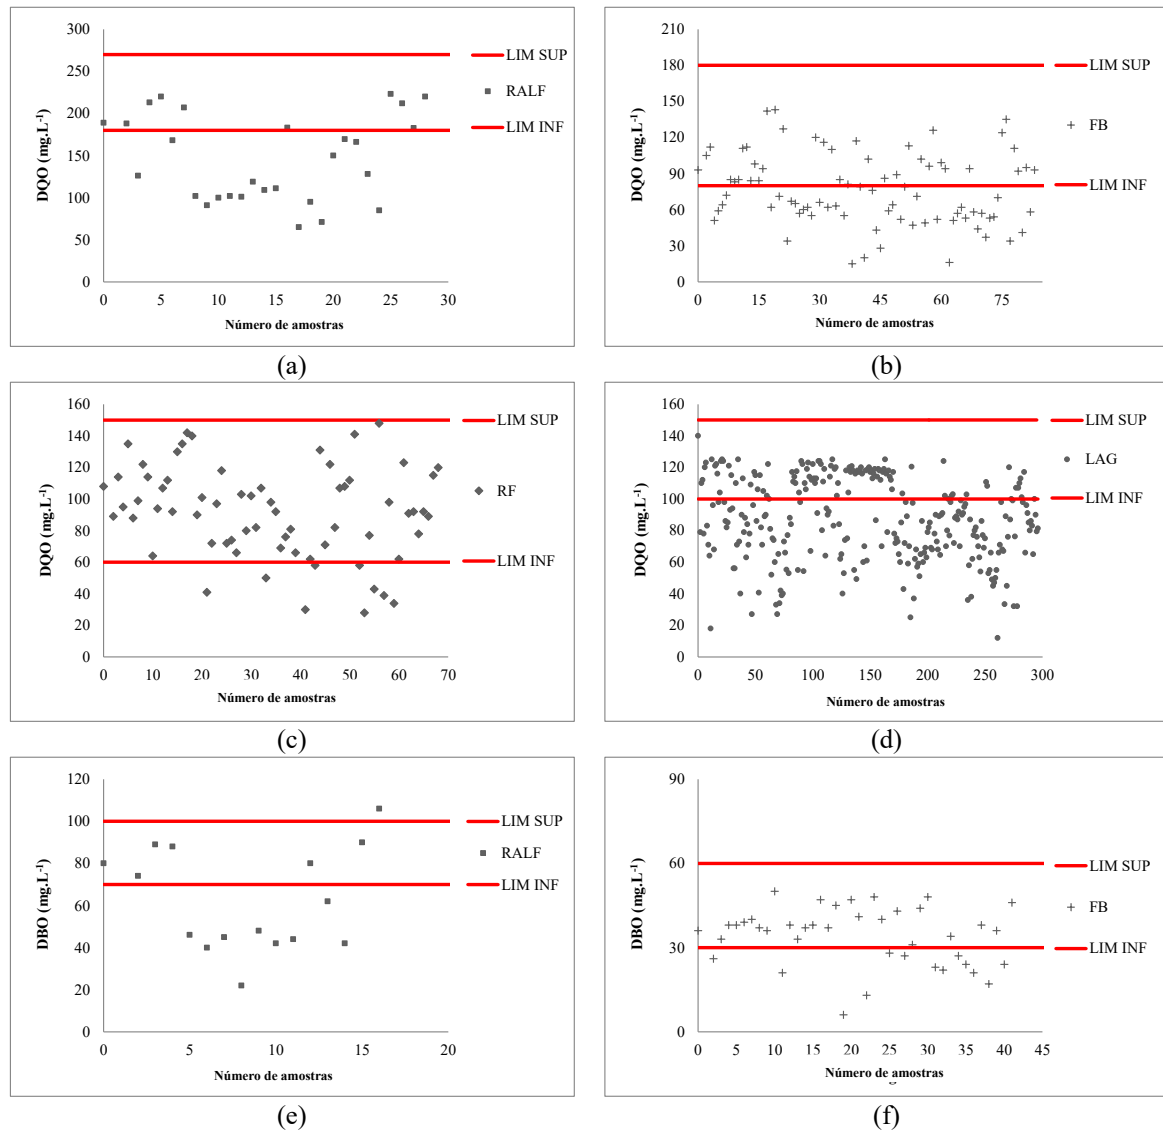 300
250
200
150
100
50
0
DQO (mg.L-1)
0 5 10 15 20 25 30
Número de amostras
LIM SUP
RALF
LIM INF
(a)
210
180
150
120
90
60
30
0
DQO (mg.L-1)
0 15 30 45 60 75
Número de amostras
LIM SUP
FB
LIM INF
(b)
160
140
120
100
80
60
40
20
0
DQO (mg.L-1)
0 10 20 30 40 50 60 70
Número de amostras
LIM SUP
RF
LIM INF
(c)
160
140
120
100
80
60
40
20
0
DQO (mg.L-1)
0 50 100 150 200 250 300
Número de amostras
LIM SUP
LAG
LIM INF
(d)
120
100
80
60
40
20
0
DBO (mg.L-1)
0 5 10 15 20
Número de amostras
LIM SUP
RALF
LIM INF
(e)
90
60
30
0
DBO (mg.L-1)
0 5 10 15 20 25 30 35 40 45
Número de amostras
LIM SUP
FB
LIM INF
(f)